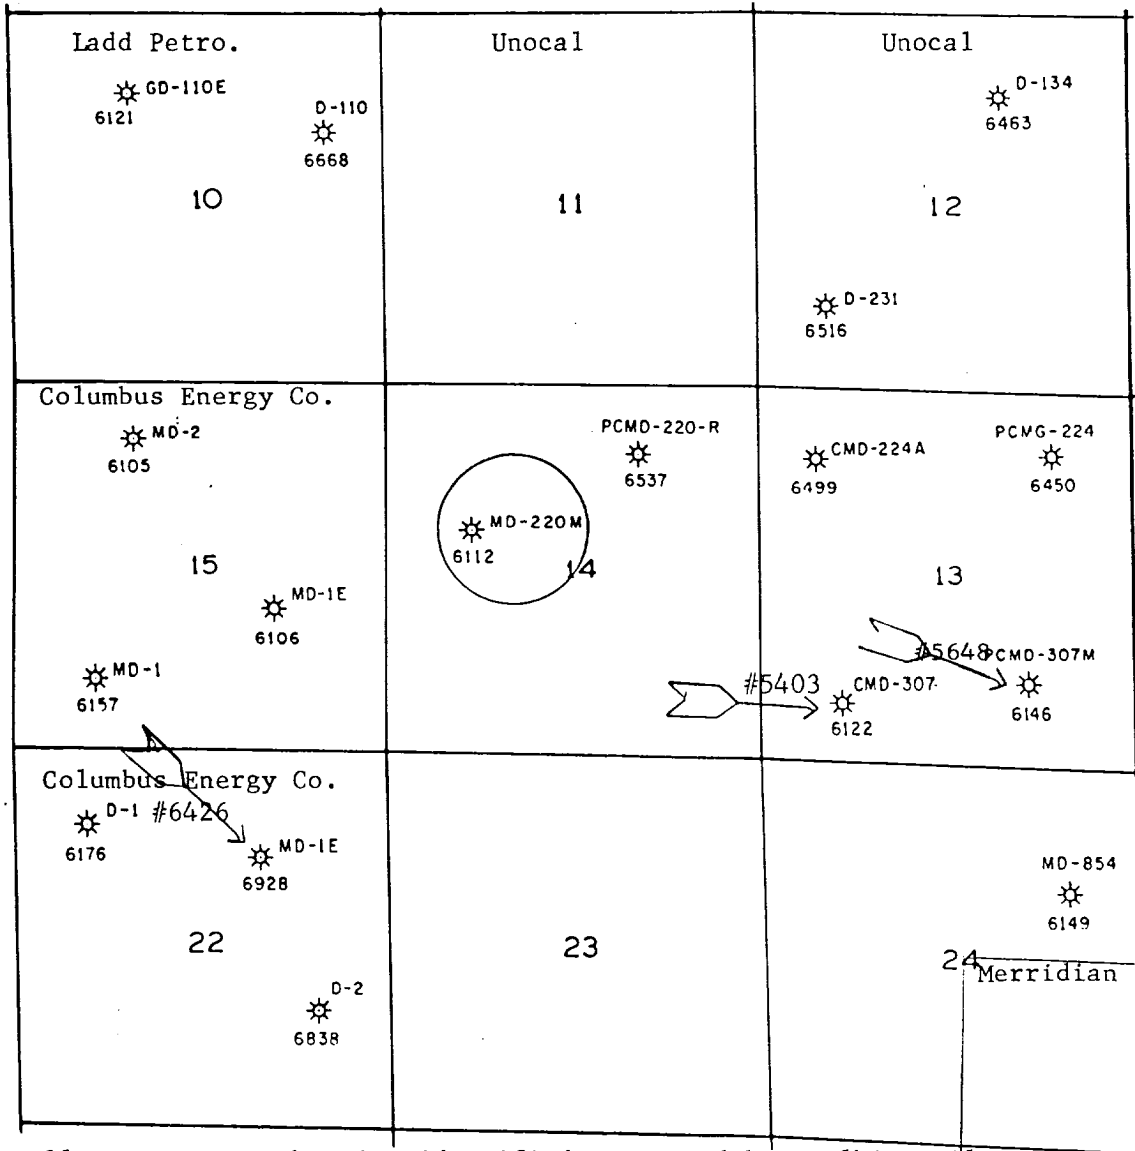 Ladd Petro.
GD-110E
6121
D-110
6668
10
Unocal
11
Unocal
D-134
6463
12
D-231
6516
Columbus Energy Co.
MD-2
6105
15
MD-1E
6106
MD-1
6157
PCMD-220-R
6537
MD-220M
6112
14
CMD-224A
6499
PCMG-224
6450
13
#5648
PCMD-307M
6146
#5403
CMD-307
6122
Columbus Energy Co.
D-1
6176
#6426
MD-1E
6928
22
D-2
6838
23
MD-854
6149
24
Merridian